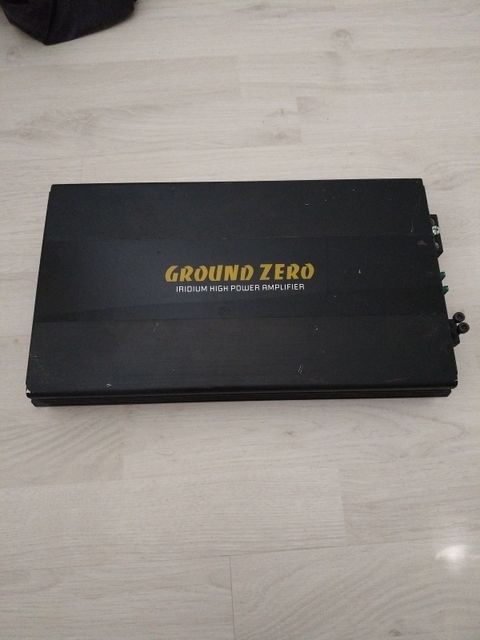 GROUND ZERO
IRIDIUM HIGH POWER AMPLIFIER